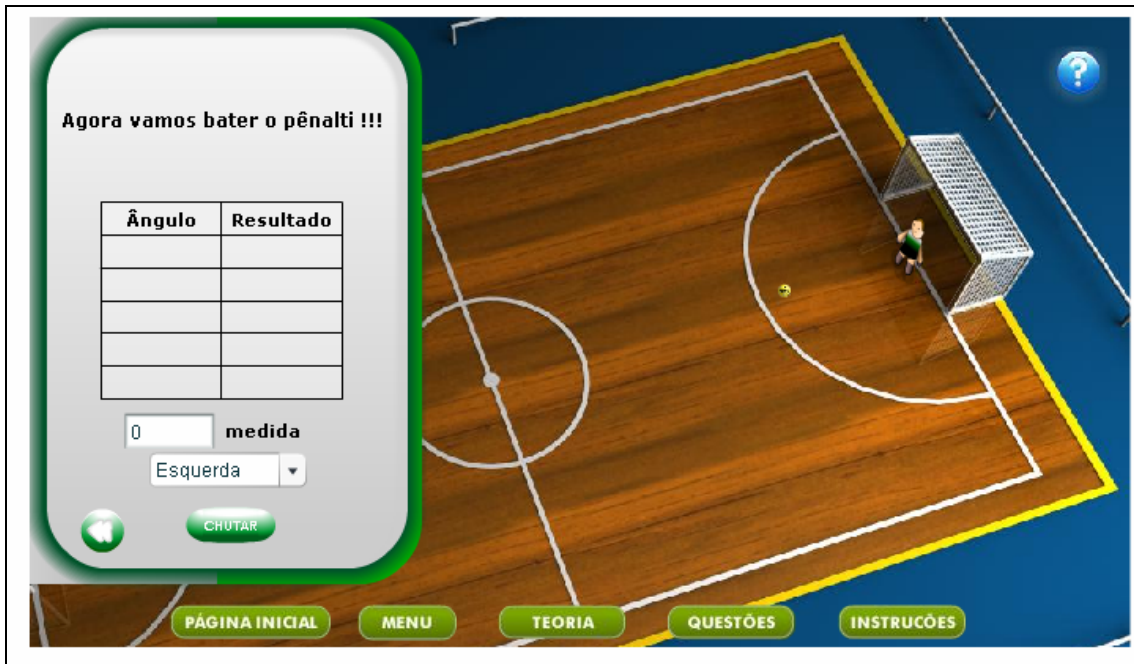 Agora vamos bater o pênalti !!!
Ângulo Resultado
0 medida
Esquerda
CHUTAR
?
PÁGINA INICIAL MENU TEORIA QUESTÕES INSTRUCÕES